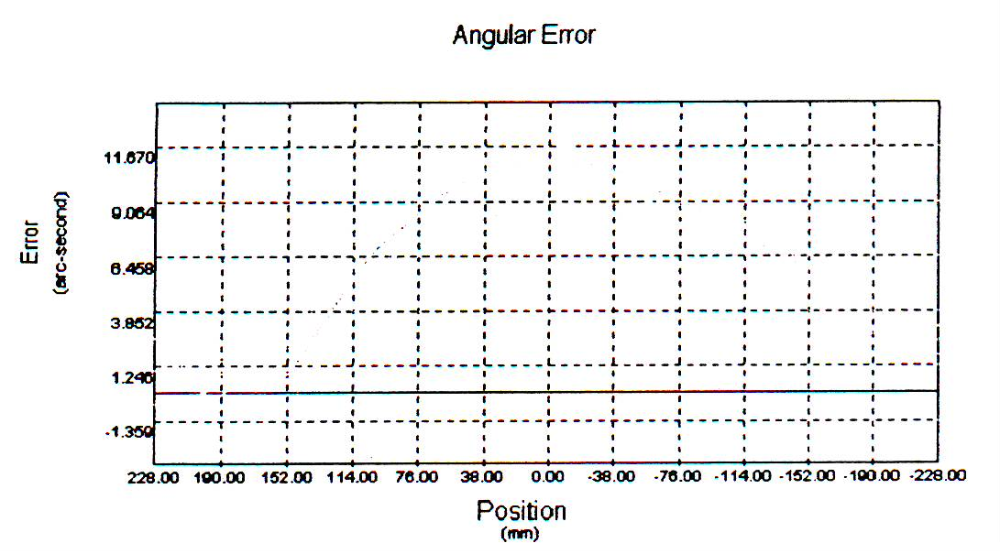 Angular Error
11.670
9.064
6.458
3.852
1.246
-1.359
Error
(arc-second)
228.00 190.00 152.00 114.00 76.00 38.00 0.00 -38.00 -76.00 -114.00 -152.00 -190.00 -228.00
Position
(mm)